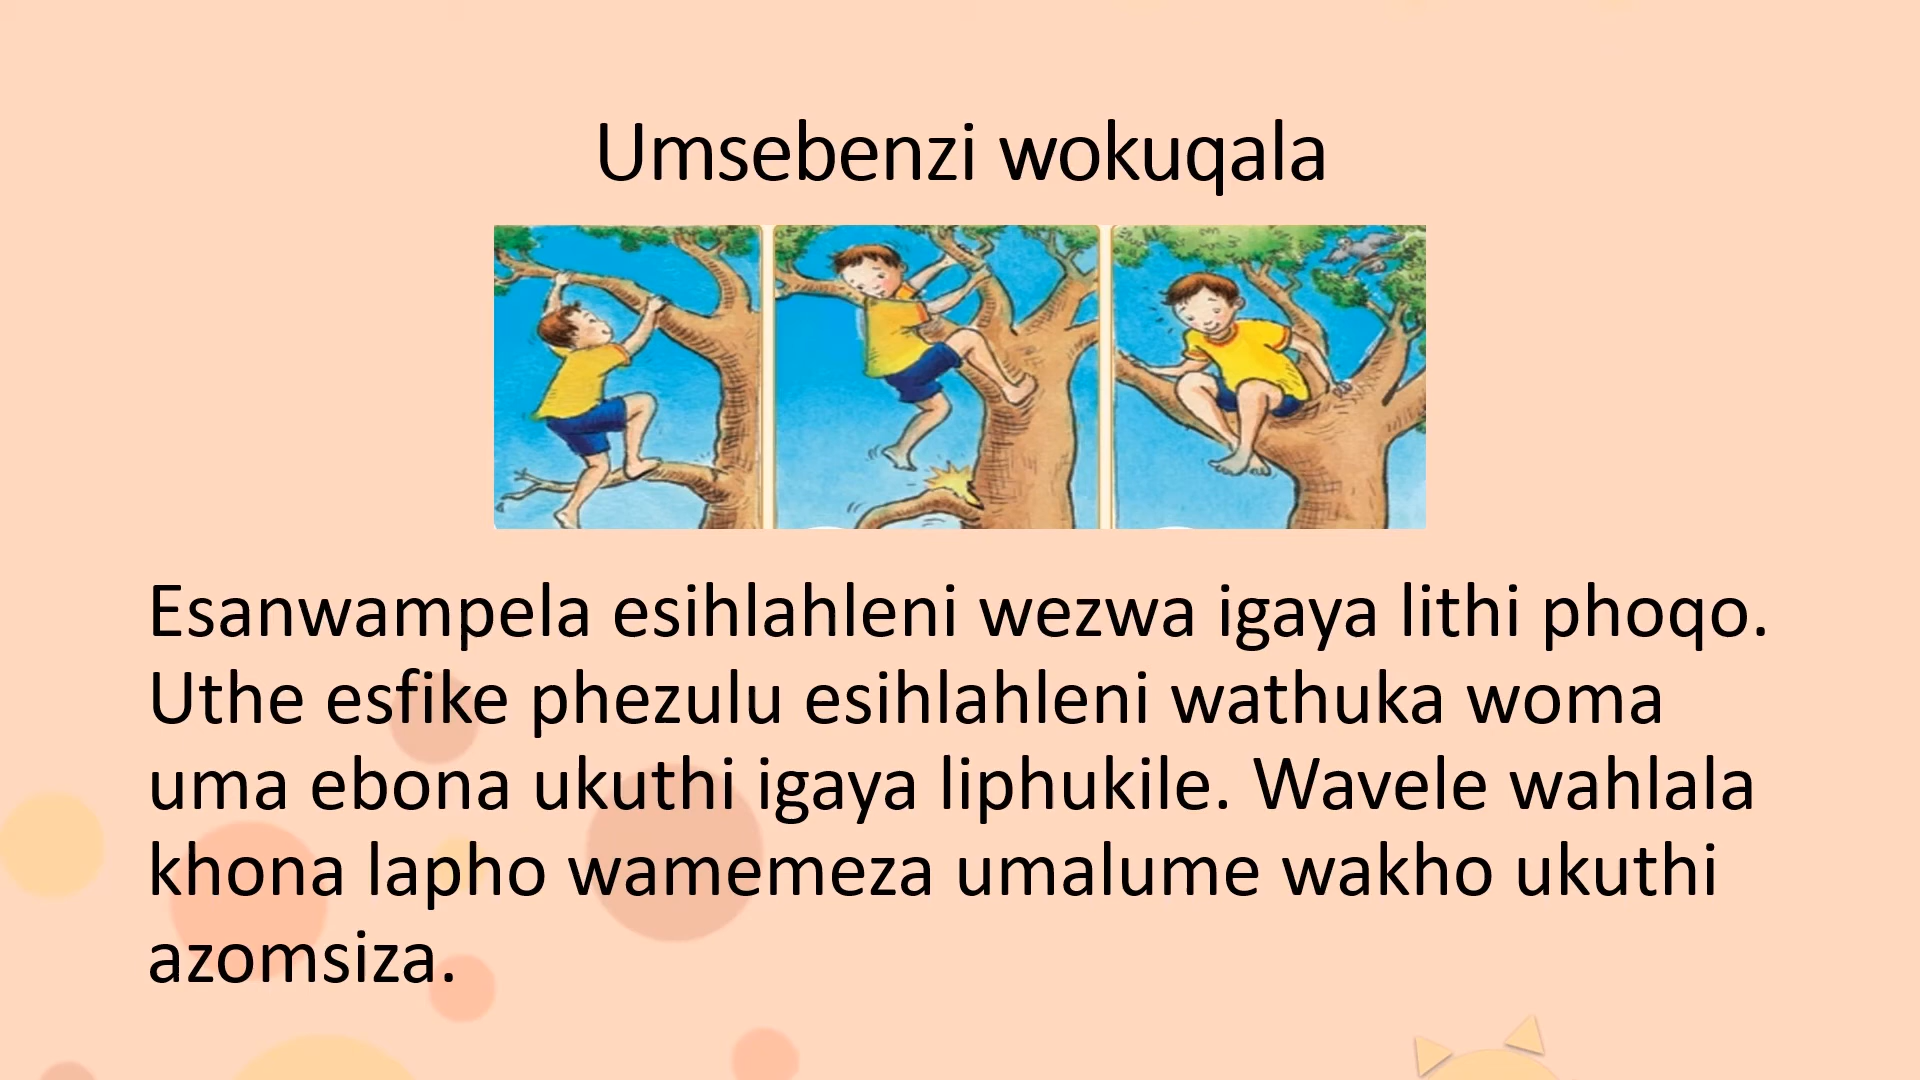 Umsebenzi wokuqala
Esanwampela esihlahleni wezwa igaya lithi phoqo.
Uthe esfike phezulu esihlahleni wathuka woma
uma ebona ukuthi igaya liphukile. Wavele wahlala
khona lapho wamemeza umalume wakho ukuthi
azomsiza.